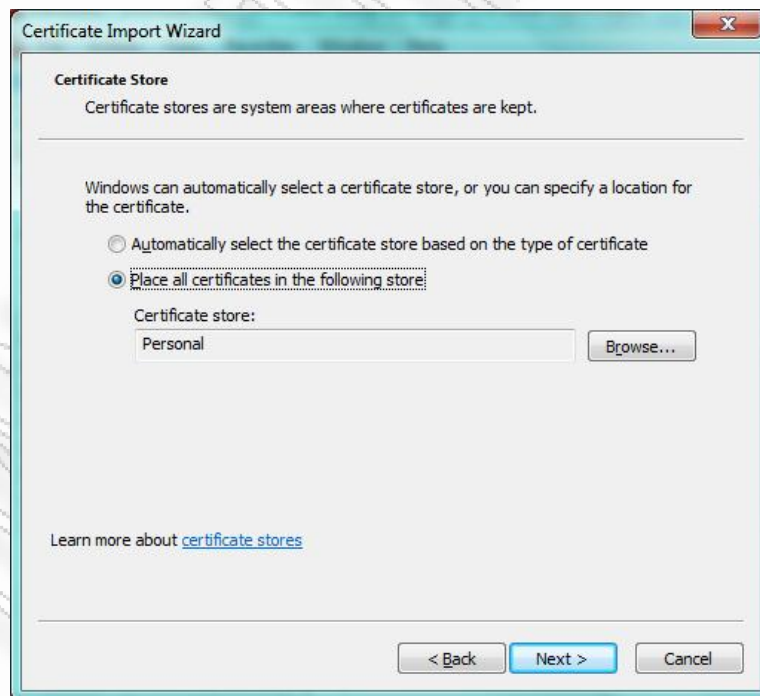 Certificate Import Wizard
Certificate Store
Certificate stores are system areas where certificates are kept.
Windows can automatically select a certificate store, or you can specify a location for
the certificate.
Automatically select the certificate store based on the type of certificate
Place all certificates in the following store
Certificate store:
Personal
Browse...
Learn more about certificate stores
< Back
Next >
Cancel